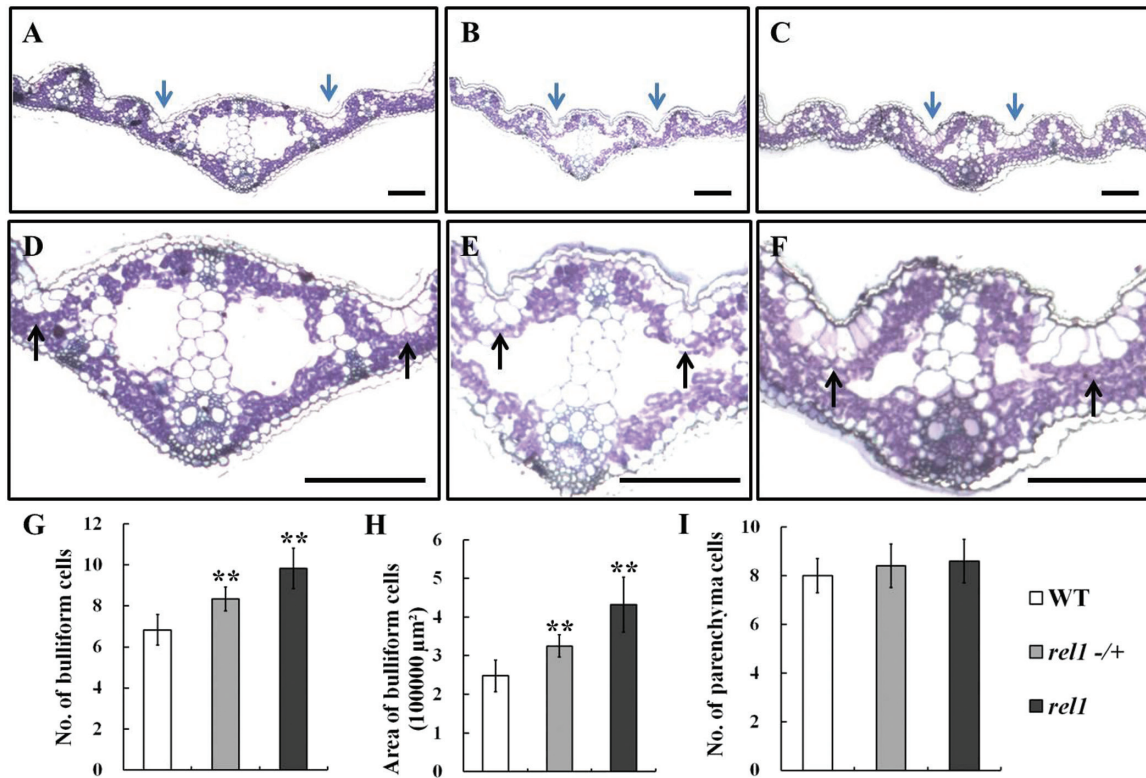 A
B
C
D
E
F
G
No. of bulliform cells
12
10
8
6
4
2
0
**
**
H
Area of bulliform cells
(100000 μm²)
6
5
4
3
2
1
0
**
**
I
No. of parenchyma cells
10
8
6
4
2
0
WT
rel1 -/+
rel1